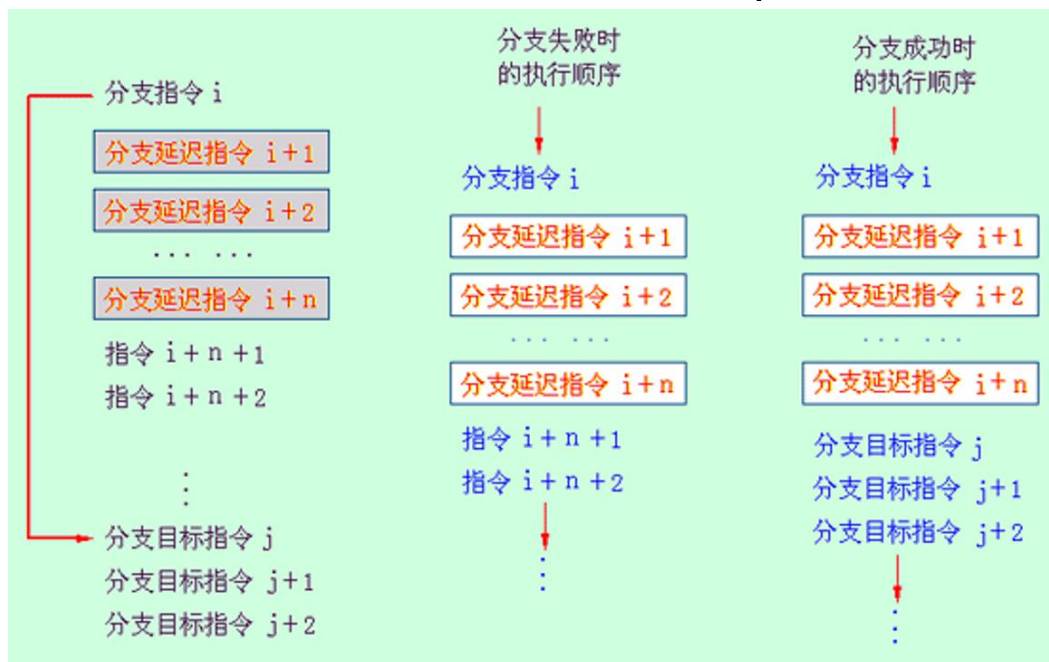 分支指令 i
分支延迟指令 i+1
分支延迟指令 i+2
... ...
分支延迟指令 i+n
指令 i+n+1
指令 i+n+2
⋮
分支目标指令 j
分支目标指令 j+1
分支目标指令 j+2
分支失败时
的执行顺序
分支指令 i
分支延迟指令 i+1
分支延迟指令 i+2
... ...
分支延迟指令 i+n
指令 i+n+1
指令 i+n+2
⋮
分支成功时
的执行顺序
分支指令 i
分支延迟指令 i+1
分支延迟指令 i+2
... ...
分支延迟指令 i+n
分支目标指令 j
分支目标指令 j+1
分支目标指令 j+2
⋮